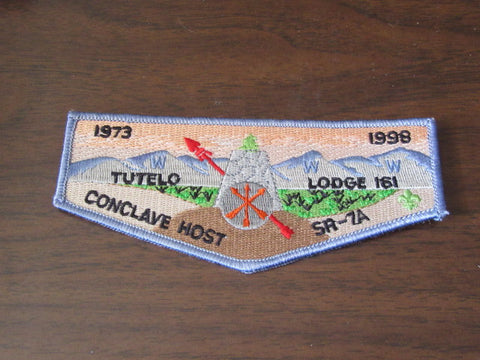 1973 1998
W W W
TUTELO LODGE 161
CONCLAVE HOST SR-7A